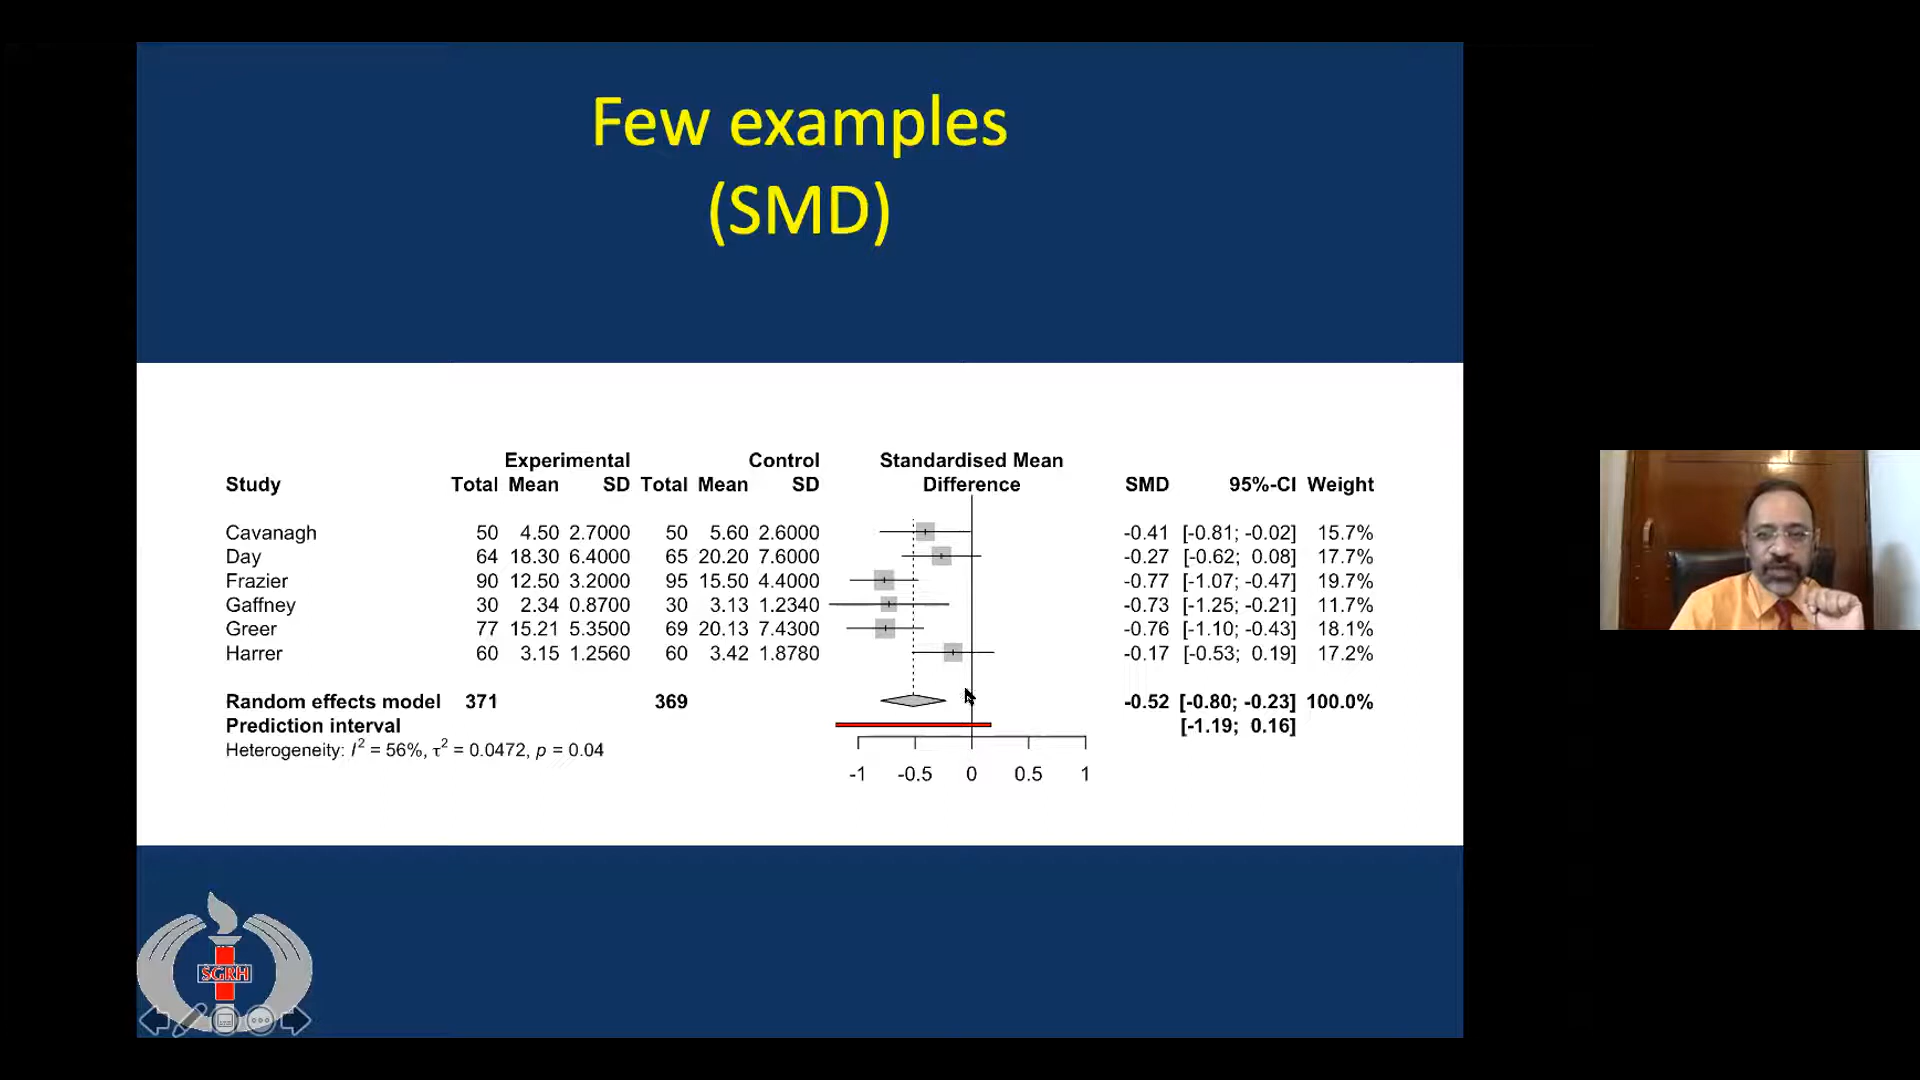 Few examples
(SMD)
Experimental Control Standardised Mean
Study Total Mean SD Total Mean SD Difference SMD 95%-CI Weight
Cavanagh 50 4.50 2.7000 50 5.60 2.6000 -0.41 [-0.81; -0.02] 15.7%
Day 64 18.30 6.4000 65 20.20 7.6000 -0.27 [-0.62; 0.08] 17.7%
Frazier 90 12.50 3.2000 95 15.50 4.4000 -0.77 [-1.07; -0.47] 19.7%
Gaffney 30 2.34 0.8700 30 3.13 1.2340 -0.73 [-1.25; -0.21] 11.7%
Greer 77 15.21 5.3500 69 20.13 7.4300 -0.76 [-1.10; -0.43] 18.1%
Harrer 60 3.15 1.2560 60 3.42 1.8780 -0.17 [-0.53; 0.19] 17.2%
Random effects model 371 369 -0.52 [-0.80; -0.23] 100.0%
Prediction interval [-1.19; 0.16]
Heterogeneity: I² = 56%, τ² = 0.0472, p = 0.04
-1 -0.5 0 0.5 1
SGRH